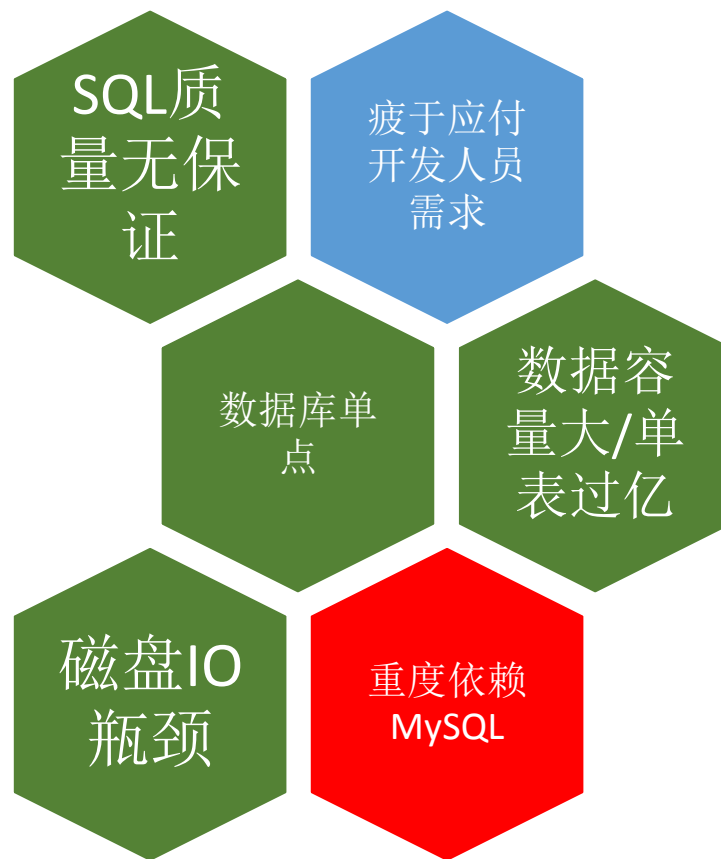 SQL质
量无保
证
疲于应付
开发人员
需求
数据库单
点
数据容
量大/单
表过亿
磁盘IO
瓶颈
重度依赖
MySQL